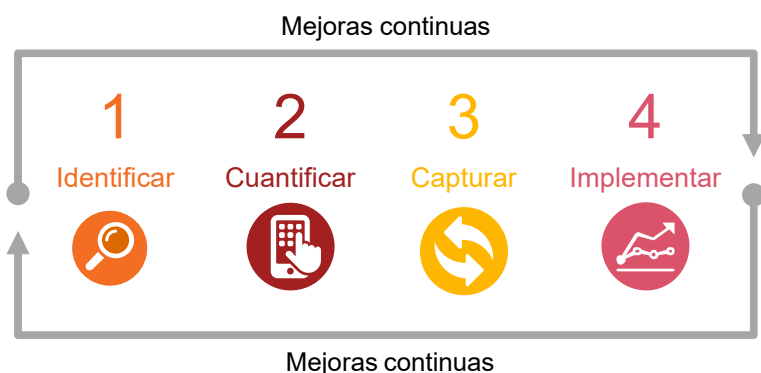 Mejoras continuas
1 2 3 4
Identificar Cuantificar Capturar Implementar
Mejoras continuas